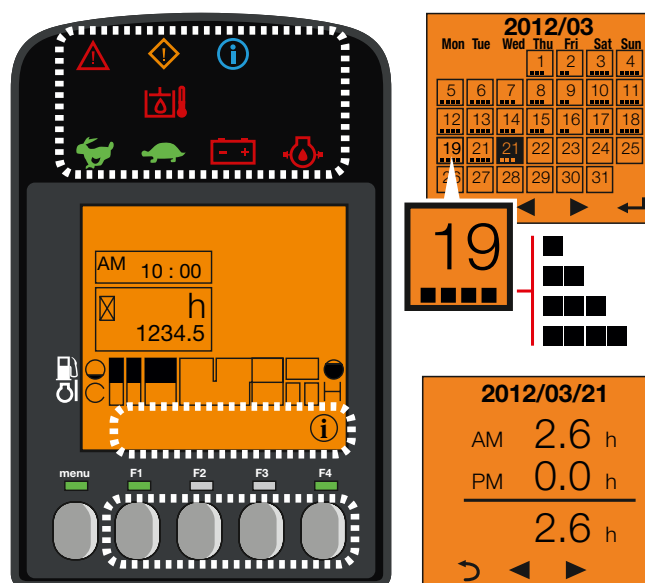 AM 10 : 00
h
1234.5
C H
i
menu F1 F2 F3 F4
2012/03
Mon Tue Wed Thu Fri Sat Sun
1 2 3 4
5 6 7 8 9 10 11
12 13 14 15 16 17 18
19 21 21 22 23 24 25
26 27 28 29 30 31
19
2012/03/21
AM 2.6 h
PM 0.0 h
2.6 h